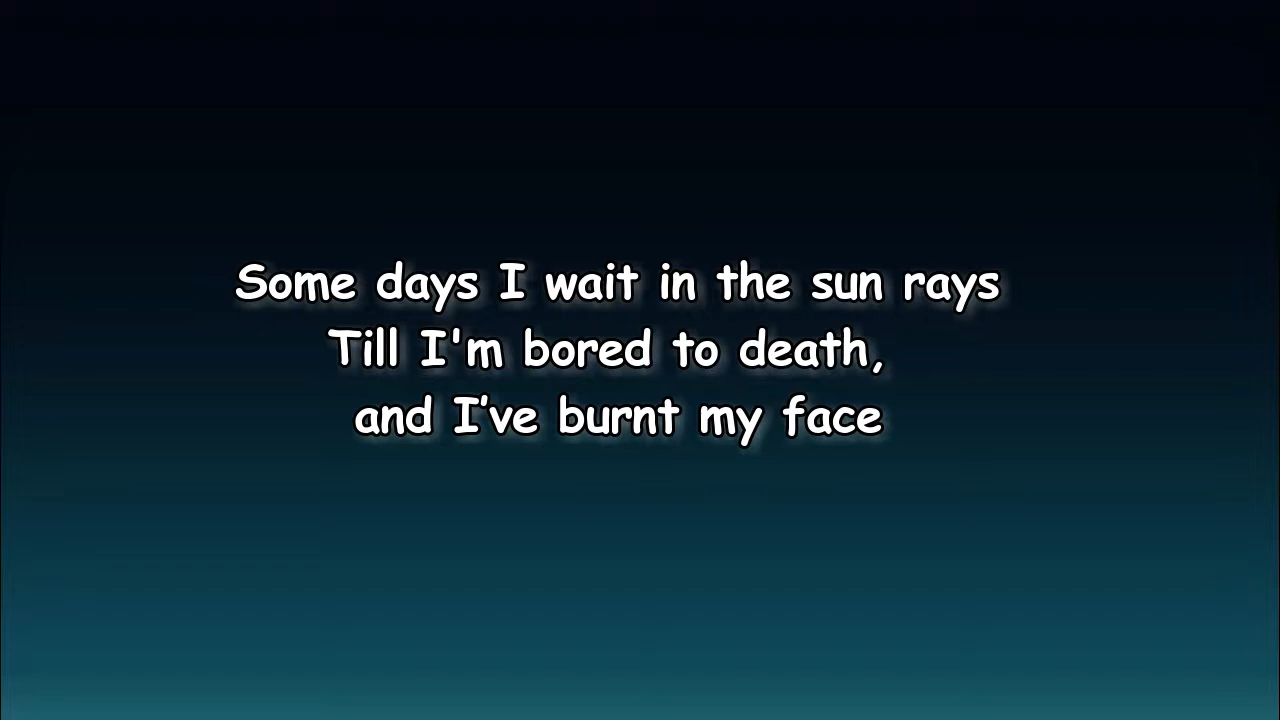 Some days I wait in the sun rays
Till I'm bored to death,
and I’ve burnt my face